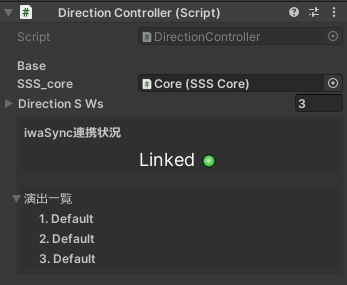 Direction Controller (Script)
Script DirectionController
Base
SSS_core Core (SSS Core)
Direction S Ws 3
iwaSync連携状況
Linked
演出一覧
1. Default
2. Default
3. Default